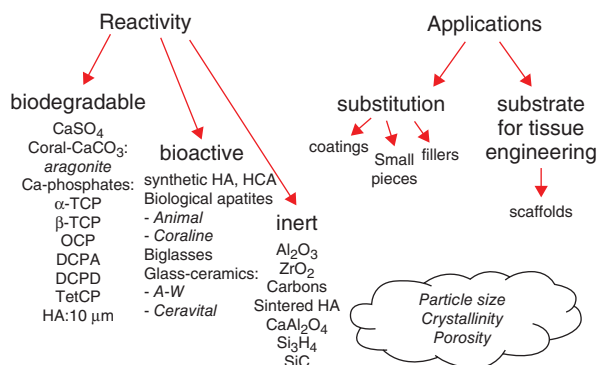 Reactivity
biodegradable
CaSO4
Coral-CaCO3:
aragonite
Ca-phosphates:
α-TCP
β-TCP
OCP
DCPA
DCPD
TetCP
HA:10 μm
bioactive
synthetic HA, HCA
Biological apatites
- Animal
- Coraline
Biglasses
Glass-ceramics:
- A-W
- Ceravital
inert
Al2O3
ZrO2
Carbons
Sintered HA
CaAl2O4
Si3H4
SiC
Applications
substitution
coatings
Small
pieces
fillers
substrate
for tissue
engineering
scaffolds
Particle size
Crystallinity
Porosity